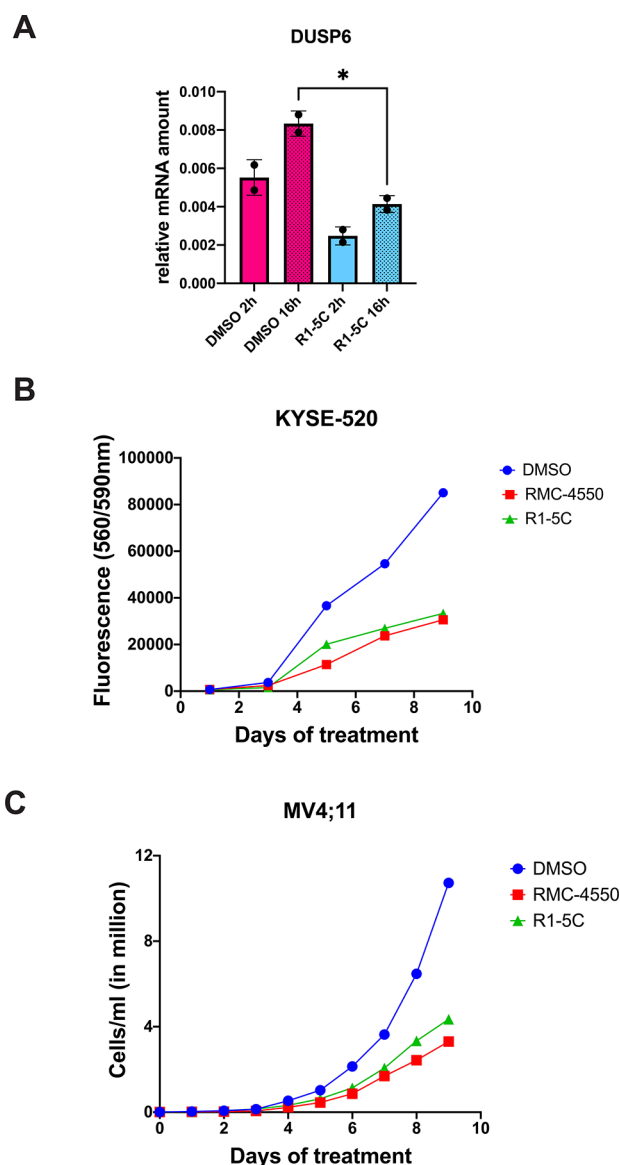 A
DUSP6
*
relative mRNA amount
0.010
0.008
0.006
0.004
0.002
0.000
DMSO 2h
DMSO 16h
R1-5C 2h
R1-5C 16h
B
KYSE-520
Fluorescence (560/590nm)
100000
80000
60000
40000
20000
0
0 2 4 6 8 10
Days of treatment
DMSO
RMC-4550
R1-5C
C
MV4;11
Cells/ml (in million)
12
8
4
0
0 2 4 6 8 10
Days of treatment
DMSO
RMC-4550
R1-5C